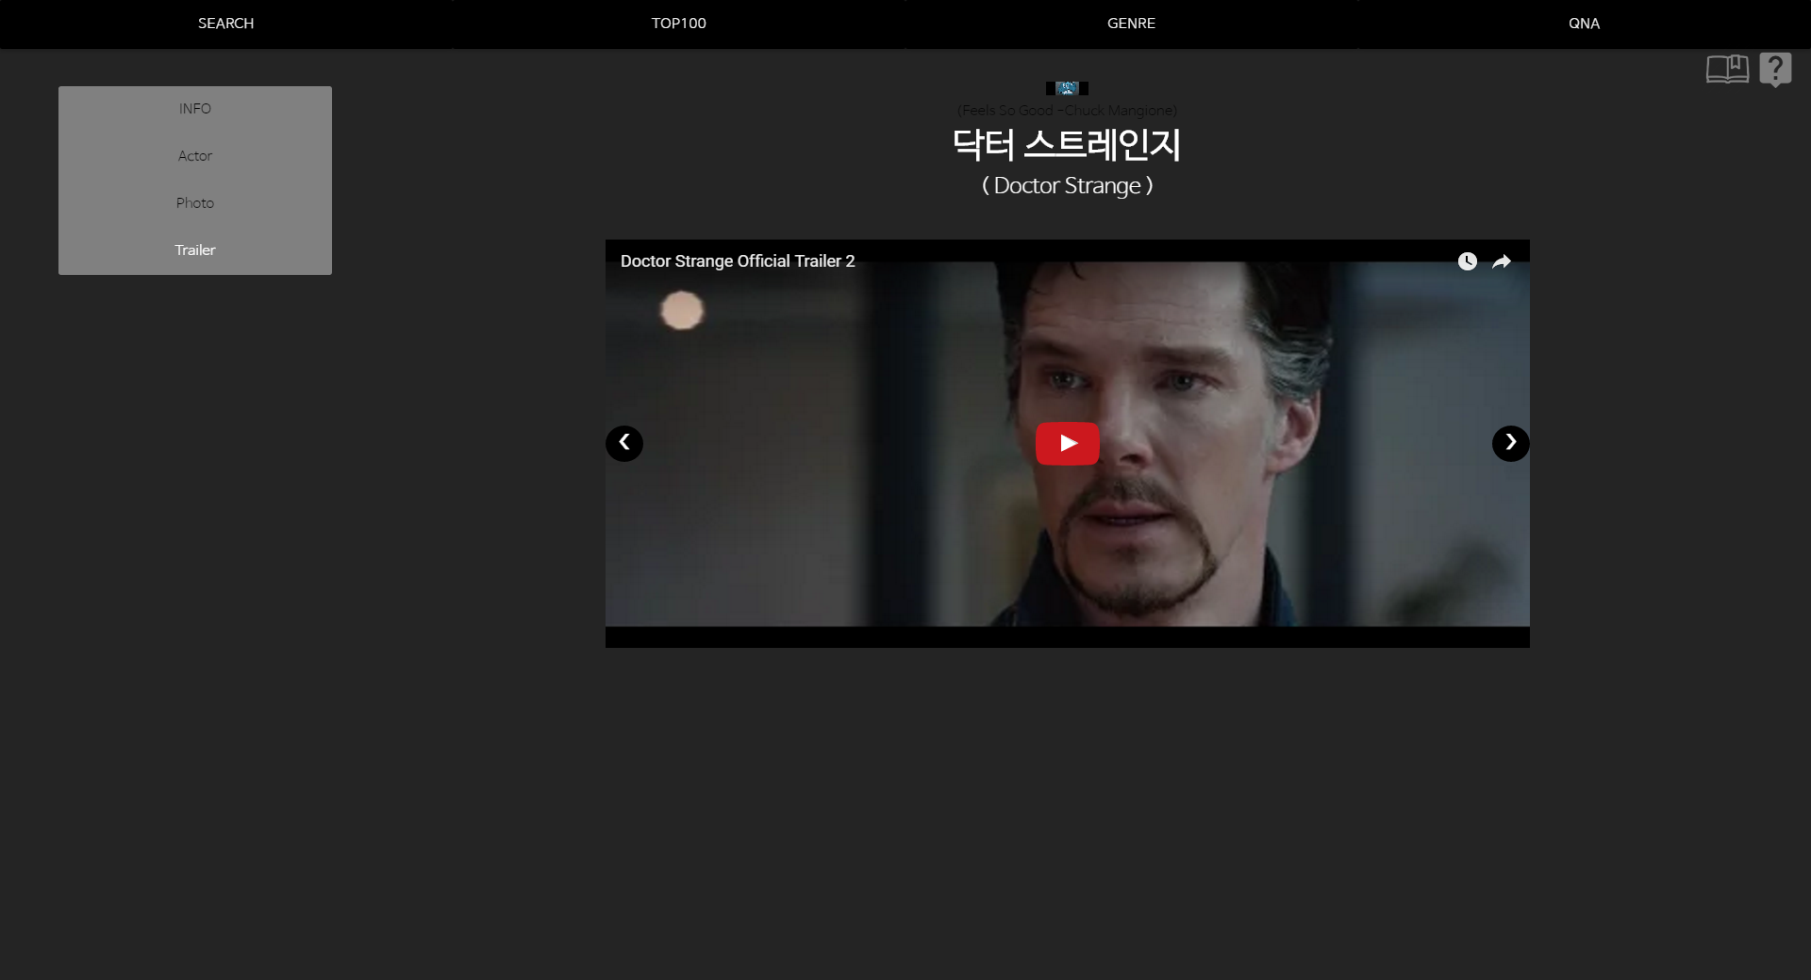 SEARCH
TOP100
GENRE
QNA
INFO
Actor
Photo
Trailer
(Feels So Good -Chuck Mangione)
닥터 스트레인지
( Doctor Strange )
Doctor Strange Official Trailer 2